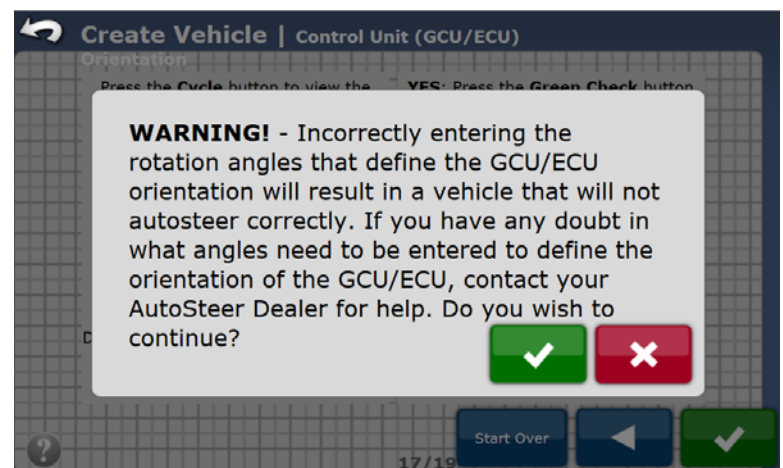 Create Vehicle | Control Unit (GCU/ECU)
Orientation
Press the Cycle button to view the
YES: Press the Green Check button
WARNING! - Incorrectly entering the
rotation angles that define the GCU/ECU
orientation will result in a vehicle that will not
autosteer correctly. If you have any doubt in
what angles need to be entered to define the
orientation of the GCU/ECU, contact your
AutoSteer Dealer for help. Do you wish to
continue?
D
Start Over
?
17/19